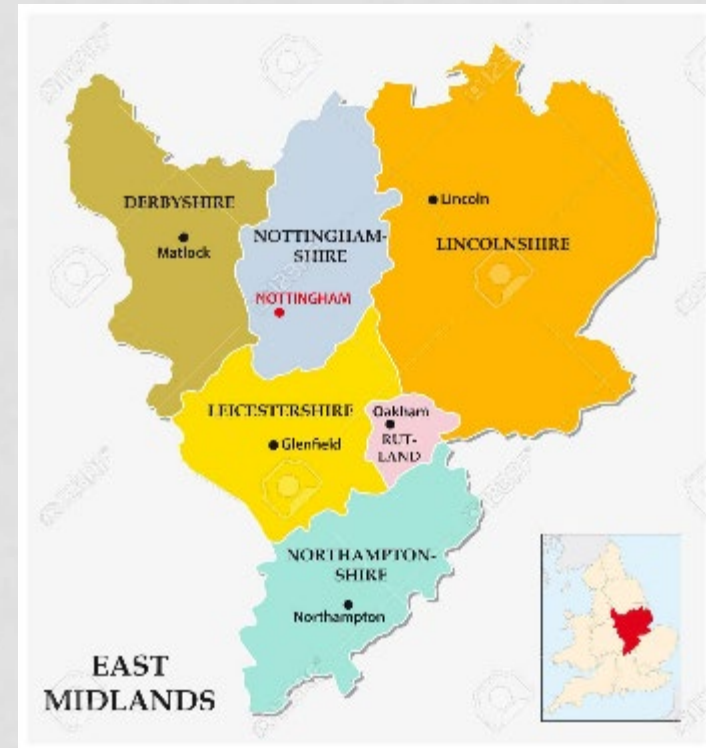 DERBYSHIRE
Matlock
NOTTINGHAM-
SHIRE
NOTTINGHAM
Lincoln
LINCOLNSHIRE
LEICESTERSHIRE
Glenfield
Oakham
RUT-
LAND
NORTHAMPTON-
SHIRE
Northampton
EAST
MIDLANDS